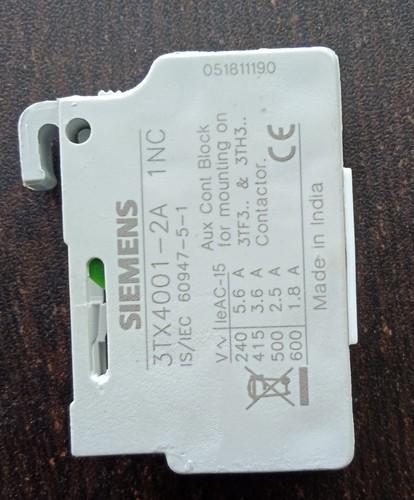 051811190
SIEMENS
3TX4001-2A 1NC
IS/IEC 60947-5-1
Aux Cont Block
for mounting on
3TF3.. & 3TH3..
Contactor.
CE
V~ IeAC-15
240 5.6 A
415 3.6 A
500 2.5 A
600 1.8 A
Made in India